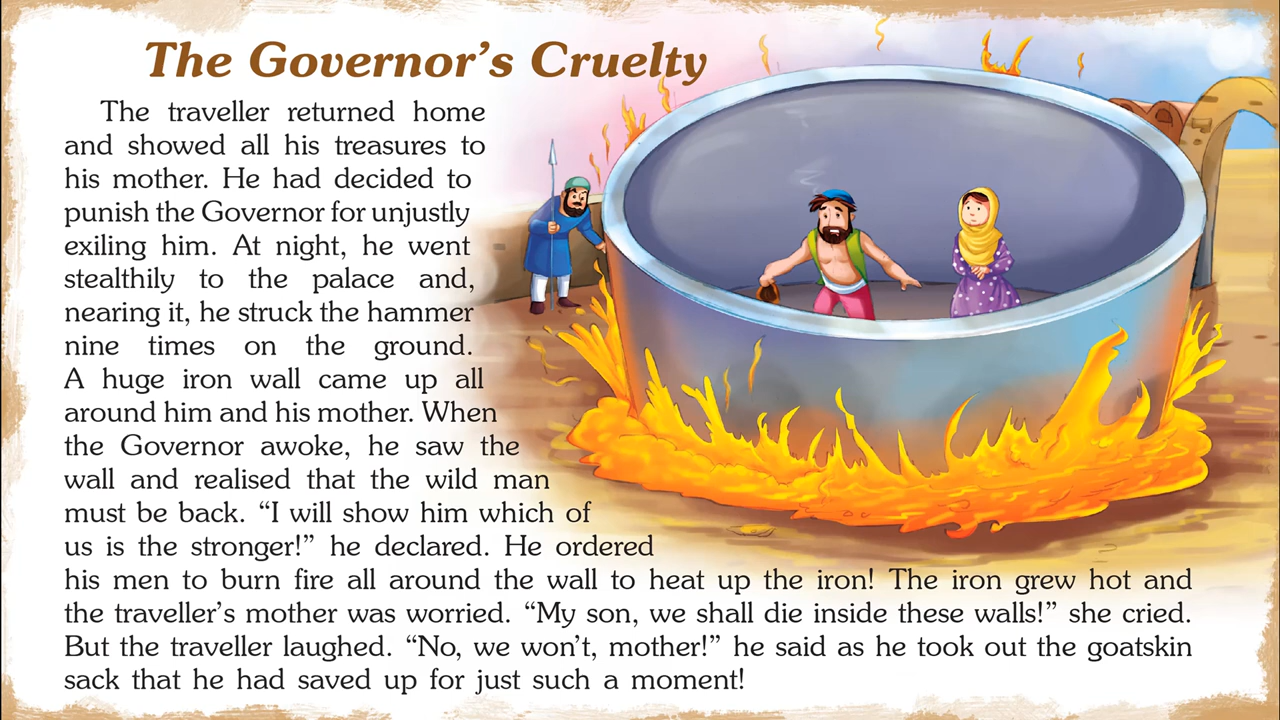 The Governor’s Cruelty
The traveller returned home
and showed all his treasures to
his mother. He had decided to
punish the Governor for unjustly
exiling him. At night, he went
stealthily to the palace and,
nearing it, he struck the hammer
nine times on the ground.
A huge iron wall came up all
around him and his mother. When
the Governor awoke, he saw the
wall and realised that the wild man
must be back. “I will show him which of
us is the stronger!” he declared. He ordered
his men to burn fire all around the wall to heat up the iron! The iron grew hot and
the traveller’s mother was worried. “My son, we shall die inside these walls!” she cried.
But the traveller laughed. “No, we won’t, mother!” he said as he took out the goatskin
sack that he had saved up for just such a moment!